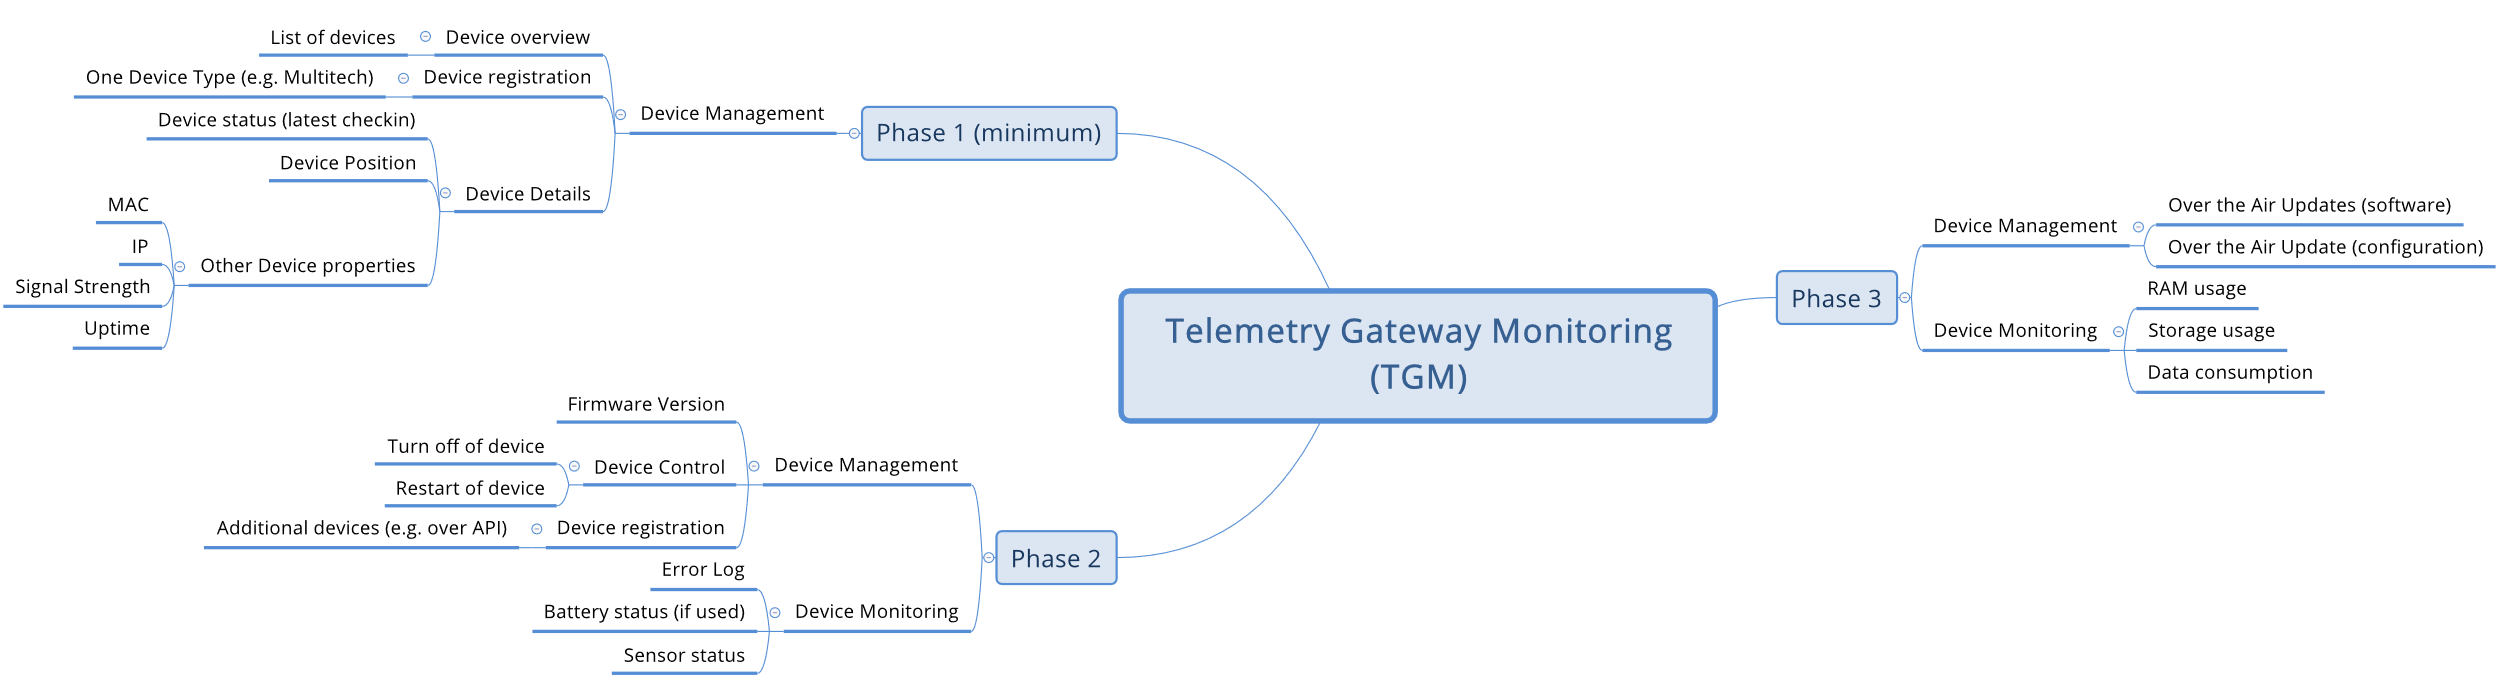 Telemetry Gateway Monitoring
(TGM)
Phase 1 (minimum)
Device Management
Device overview
List of devices
Device registration
One Device Type (e.g. Multitech)
Device Details
Device status (latest checkin)
Device Position
Other Device properties
MAC
IP
Signal Strength
Uptime
Phase 2
Device Management
Firmware Version
Device Control
Turn off of device
Restart of device
Device registration
Additional devices (e.g. over API)
Device Monitoring
Error Log
Battery status (if used)
Sensor status
Phase 3
Device Management
Over the Air Updates (software)
Over the Air Update (configuration)
Device Monitoring
RAM usage
Storage usage
Data consumption